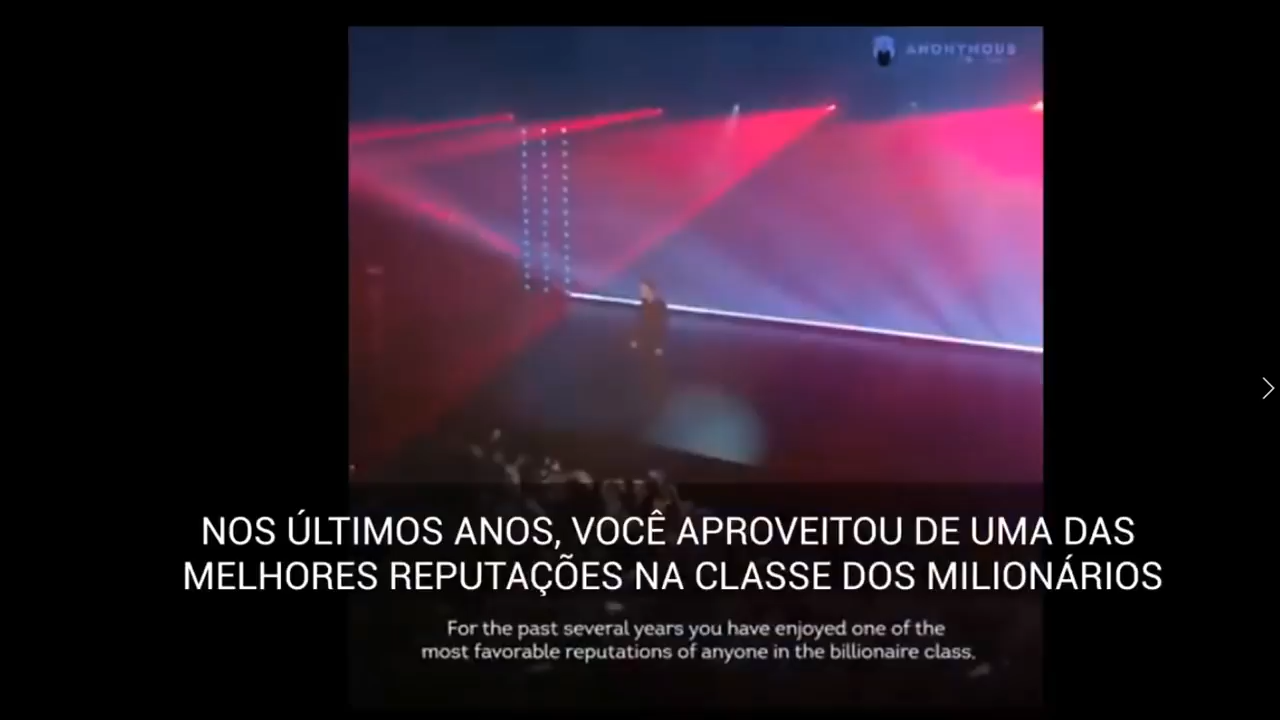 ANONYMOUS
NOS ÚLTIMOS ANOS, VOCÊ APROVEITOU DE UMA DAS
MELHORES REPUTAÇÕES NA CLASSE DOS MILIONÁRIOS
For the past several years you have enjoyed one of the
most favorable reputations of anyone in the billionaire class.